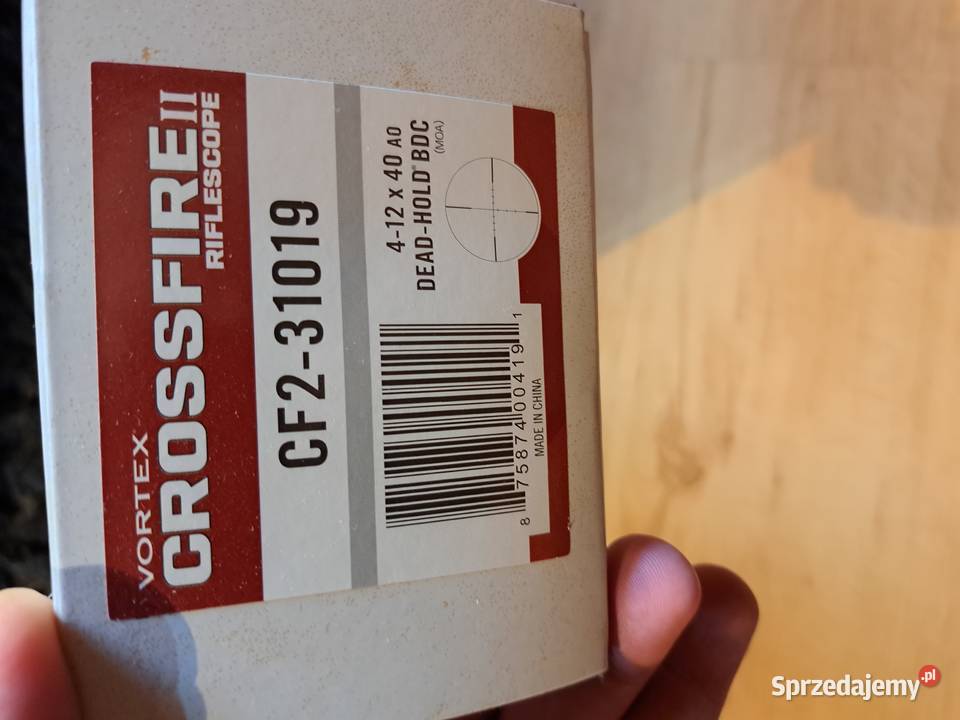 VORTEX
CROSSFIRE II
RIFLESCOPE
CF2-31019
4-12 x 40 AO
DEAD-HOLD® BDC
(MOA)
8 75874 00419 1
MADE IN CHINA
Sprzedajemy.pl